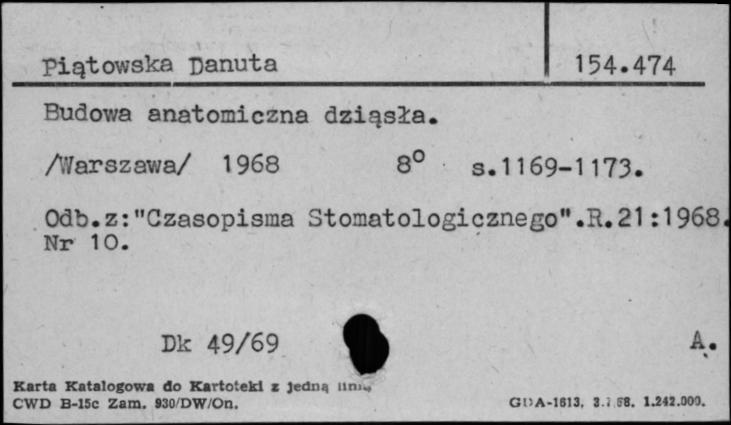 Piątowska Danuta 154.474
Budowa anatomiczna dziąsła.
/Warszawa/ 1968 8° s.1169-1173.
Odb.z:"Czasopisma Stomatologicznego".R.21:1968.
Nr 10.
Dk 49/69 A.
Karta Katalogowa do Kartoteki z jedną linią
CWD B-15c Zam. 930/DW/On. GDA-1613. 1.242.000.